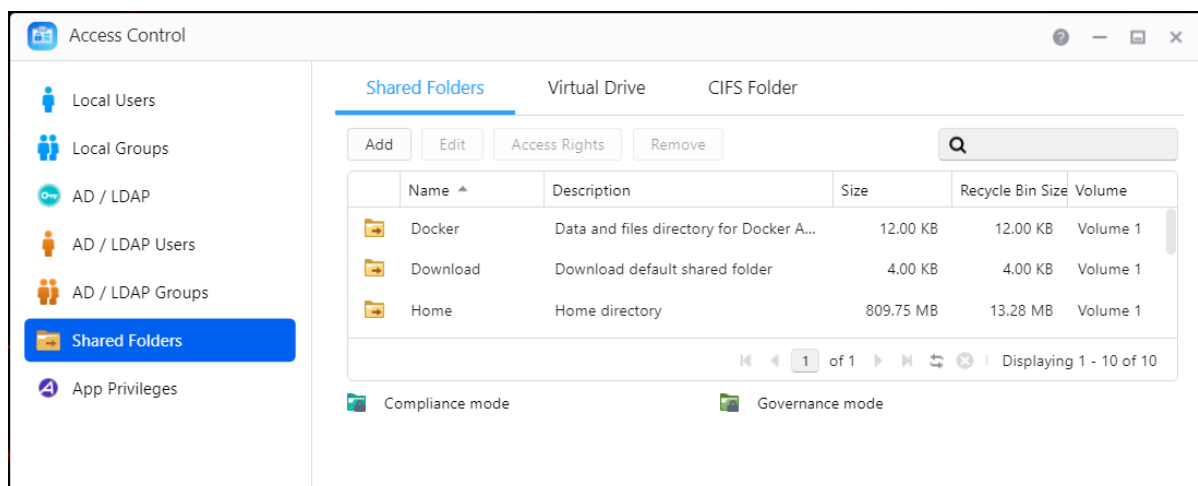 Access Control
Local Users
Local Groups
AD / LDAP
AD / LDAP Users
AD / LDAP Groups
Shared Folders
App Privileges
Shared Folders Virtual Drive CIFS Folder
Add Edit Access Rights Remove
Name Description Size Recycle Bin Size Volume
Docker Data and files directory for Docker A... 12.00 KB 12.00 KB Volume 1
Download Download default shared folder 4.00 KB 4.00 KB Volume 1
Home Home directory 809.75 MB 13.28 MB Volume 1
1 of 1 Displaying 1 - 10 of 10
Compliance mode Governance mode